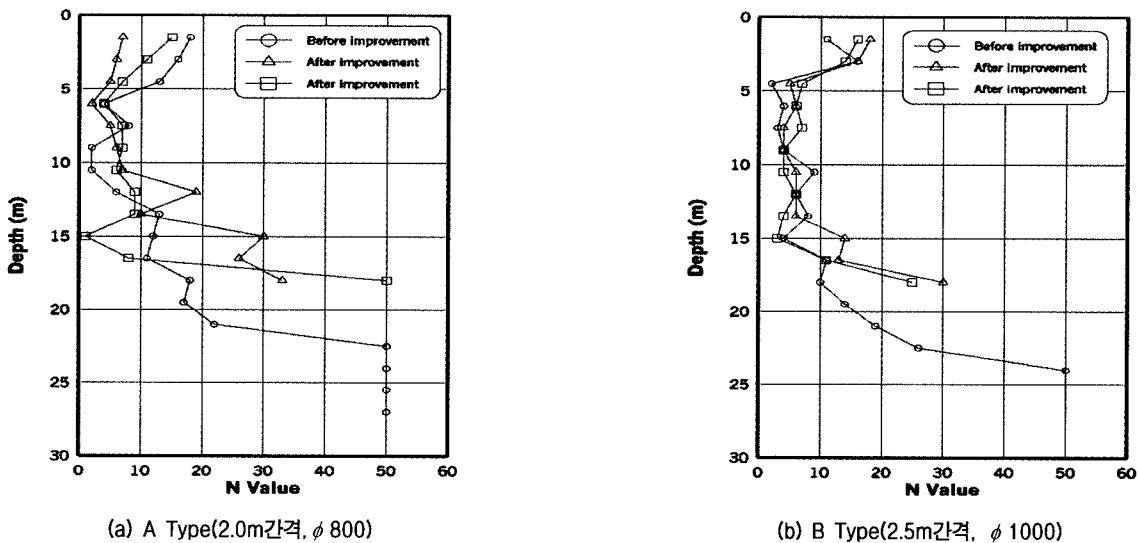 0
5
10
15
20
25
30
Depth (m)
Before improvement
After improvement
After improvement
0 10 20 30 40 50 60
N Value
(a) A Type(2.0m간격, ϕ 800)
0
5
10
15
20
25
30
Depth (m)
Before improvement
After improvement
After improvement
0 10 20 30 40 50 60
N Value
(b) B Type(2.5m간격, ϕ 1000)